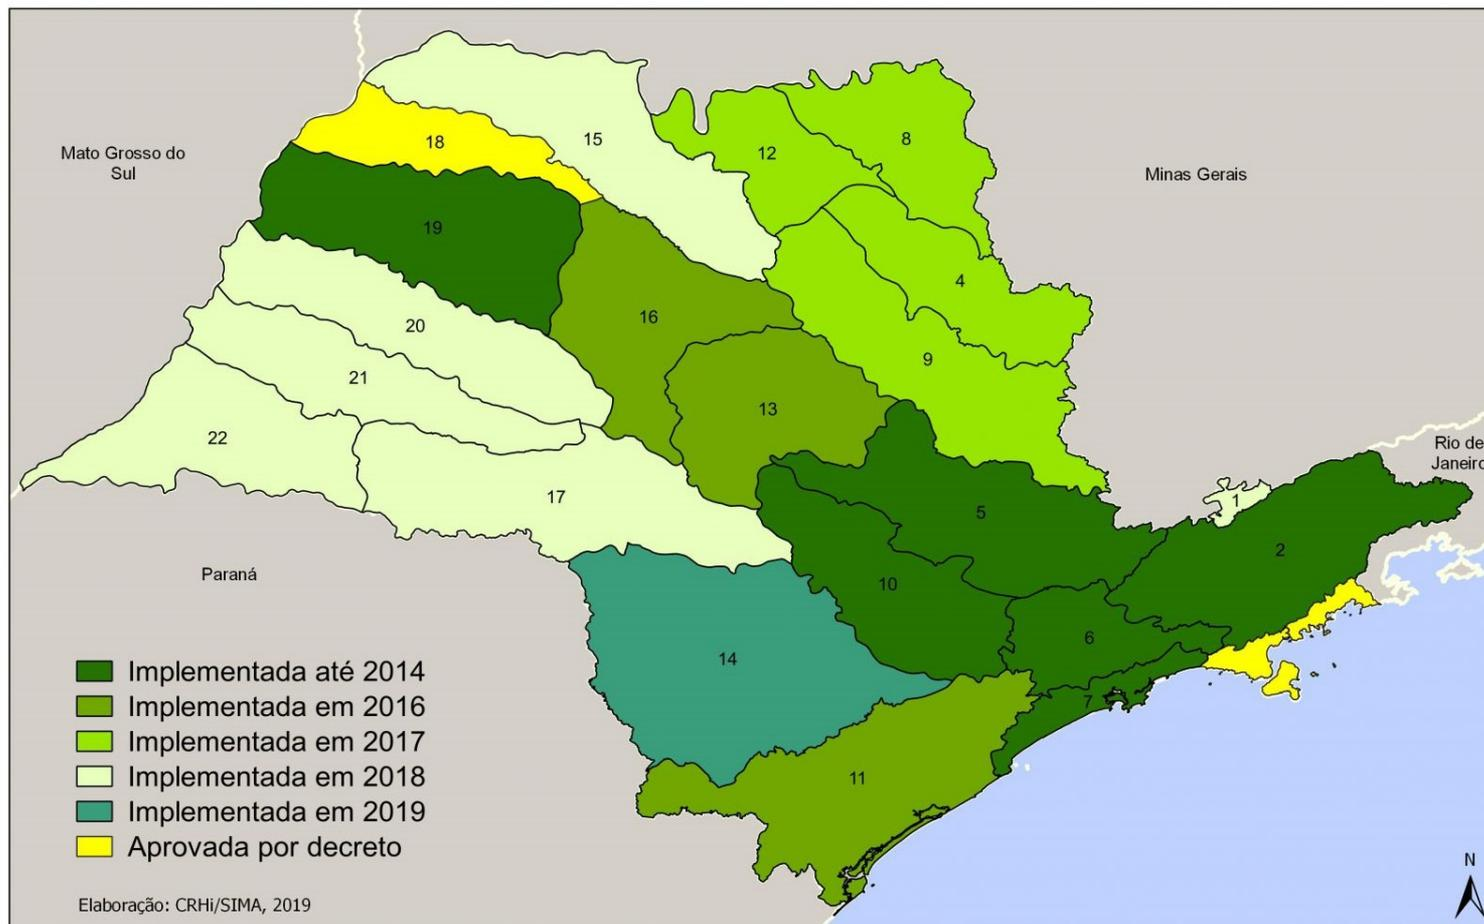 15
18
12
8
Mato Grosso do
Sul
Minas Gerais
19
4
16
20
9
21
13
22
Rio de
Janeiro
17
1
5
2
Paraná
10
6
14
7
11
Implementada até 2014
Implementada em 2016
Implementada em 2017
Implementada em 2018
Implementada em 2019
Aprovada por decreto
Elaboração: CRHi/SIMA, 2019
N